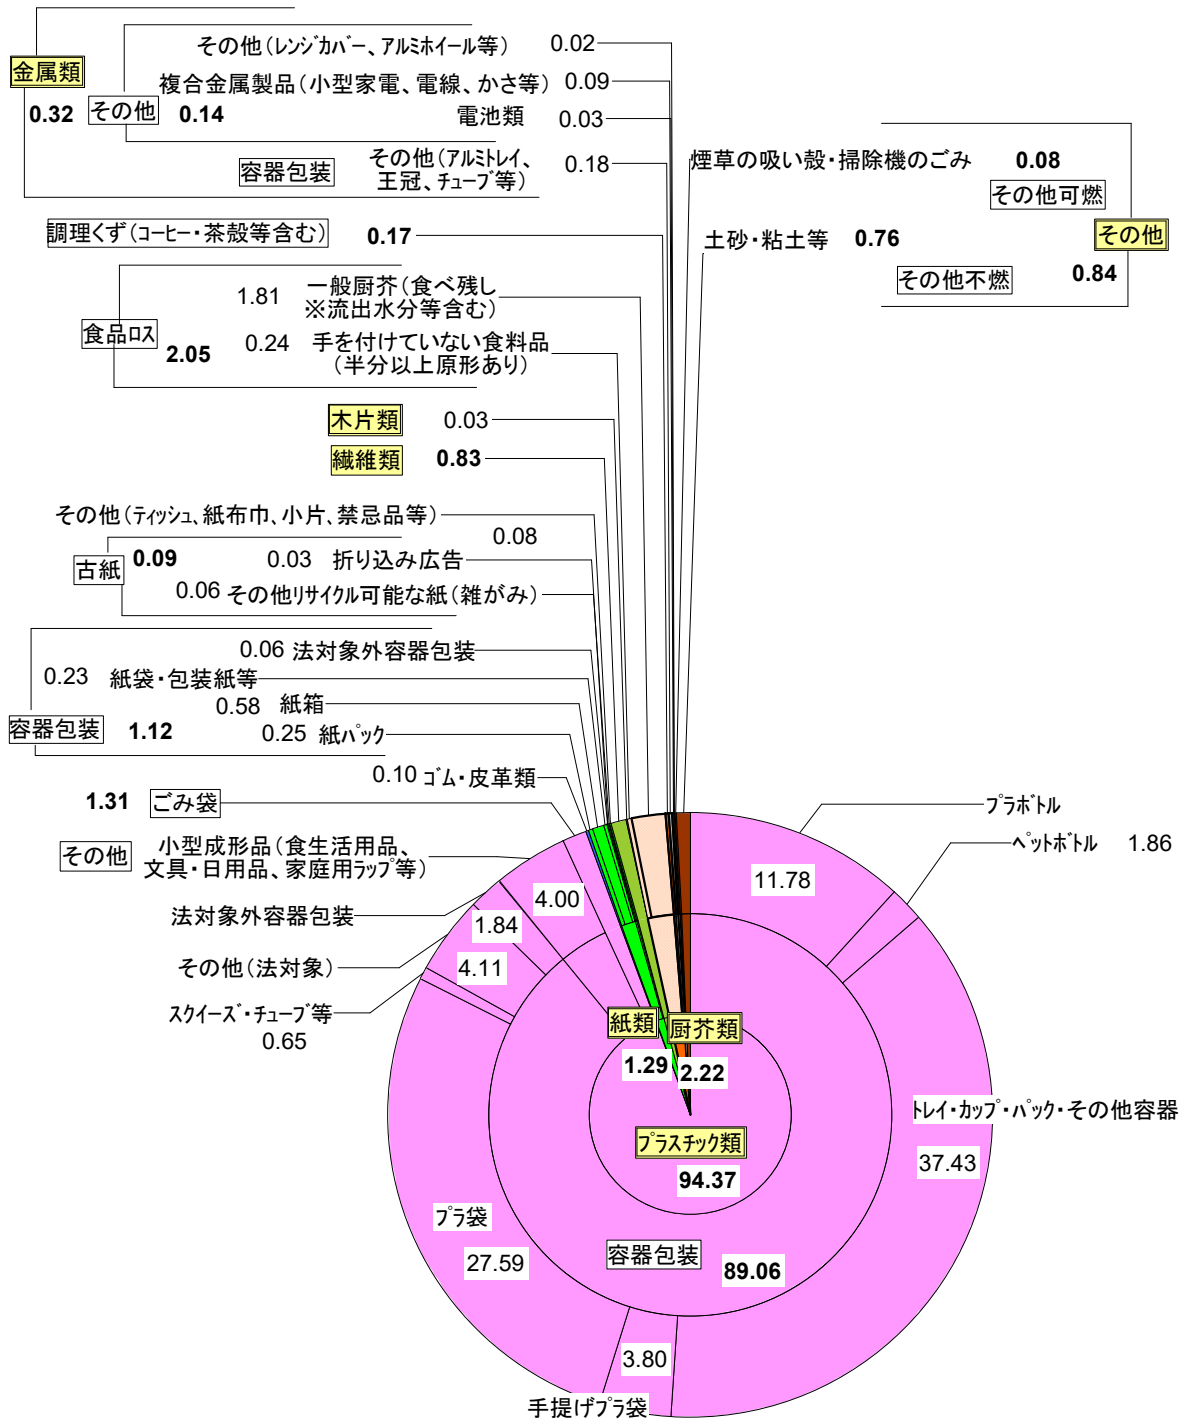 その他（レンジカバー、アルミホイール等） 0.02
金属類
複合金属製品（小型家電、電線、かさ等） 0.09
0.32 その他 0.14
電池類 0.03
容器包装 その他（アルミトレイ、
王冠、チューブ等） 0.18
煙草の吸い殻・掃除機のごみ 0.08
その他可燃
調理くず（コーヒー・茶殻等含む） 0.17
土砂・粘土等 0.76
その他
その他不燃 0.84
1.81 一般厨芥（食べ残し
※流出水分等含む）
食品ロス 2.05
0.24 手を付けていない食料品
（半分以上原形あり）
木片類 0.03
繊維類 0.83
その他（ティッシュ、紙布巾、小片、禁忌品等） 0.08
古紙 0.09
0.03 折り込み広告
0.06 その他リサイクル可能な紙（雑がみ）
0.06 法対象外容器包装
0.23 紙袋・包装紙等
0.58 紙箱
容器包装 1.12
0.25 紙パック
0.10 ゴム・皮革類
1.31 ごみ袋
その他 小型成形品（食生活用品、
文具・日用品、家庭用ラップ等）
4.00
法対象外容器包装
1.84
その他（法対象）
4.11
スクイーズ・チューブ等
0.65
プラボトル
11.78
ペットボトル 1.86
紙類
1.29
厨芥類
2.22
トレイ・カップ・パック・その他容器
37.43
プラスチック類
94.37
プラ袋
27.59
容器包装
89.06
3.80
手提げプラ袋